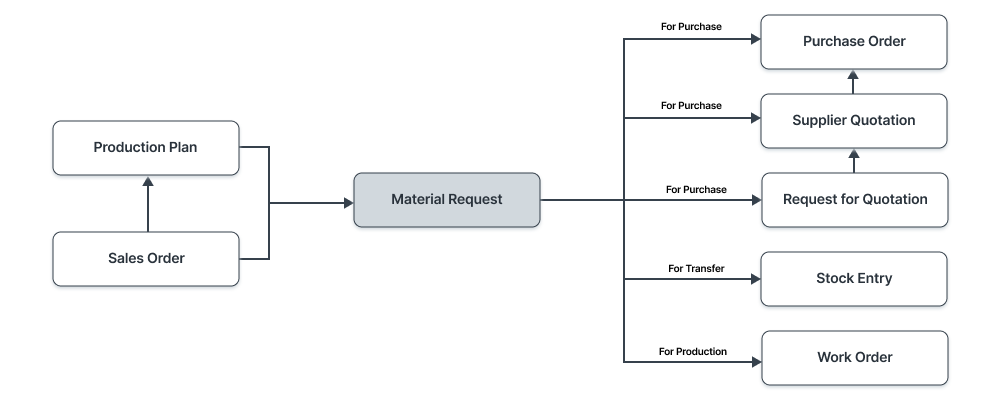 For Purchase
Purchase Order
For Purchase
Supplier Quotation
Production Plan
Material Request
For Purchase
Request for Quotation
Sales Order
For Transfer
Stock Entry
For Production
Work Order